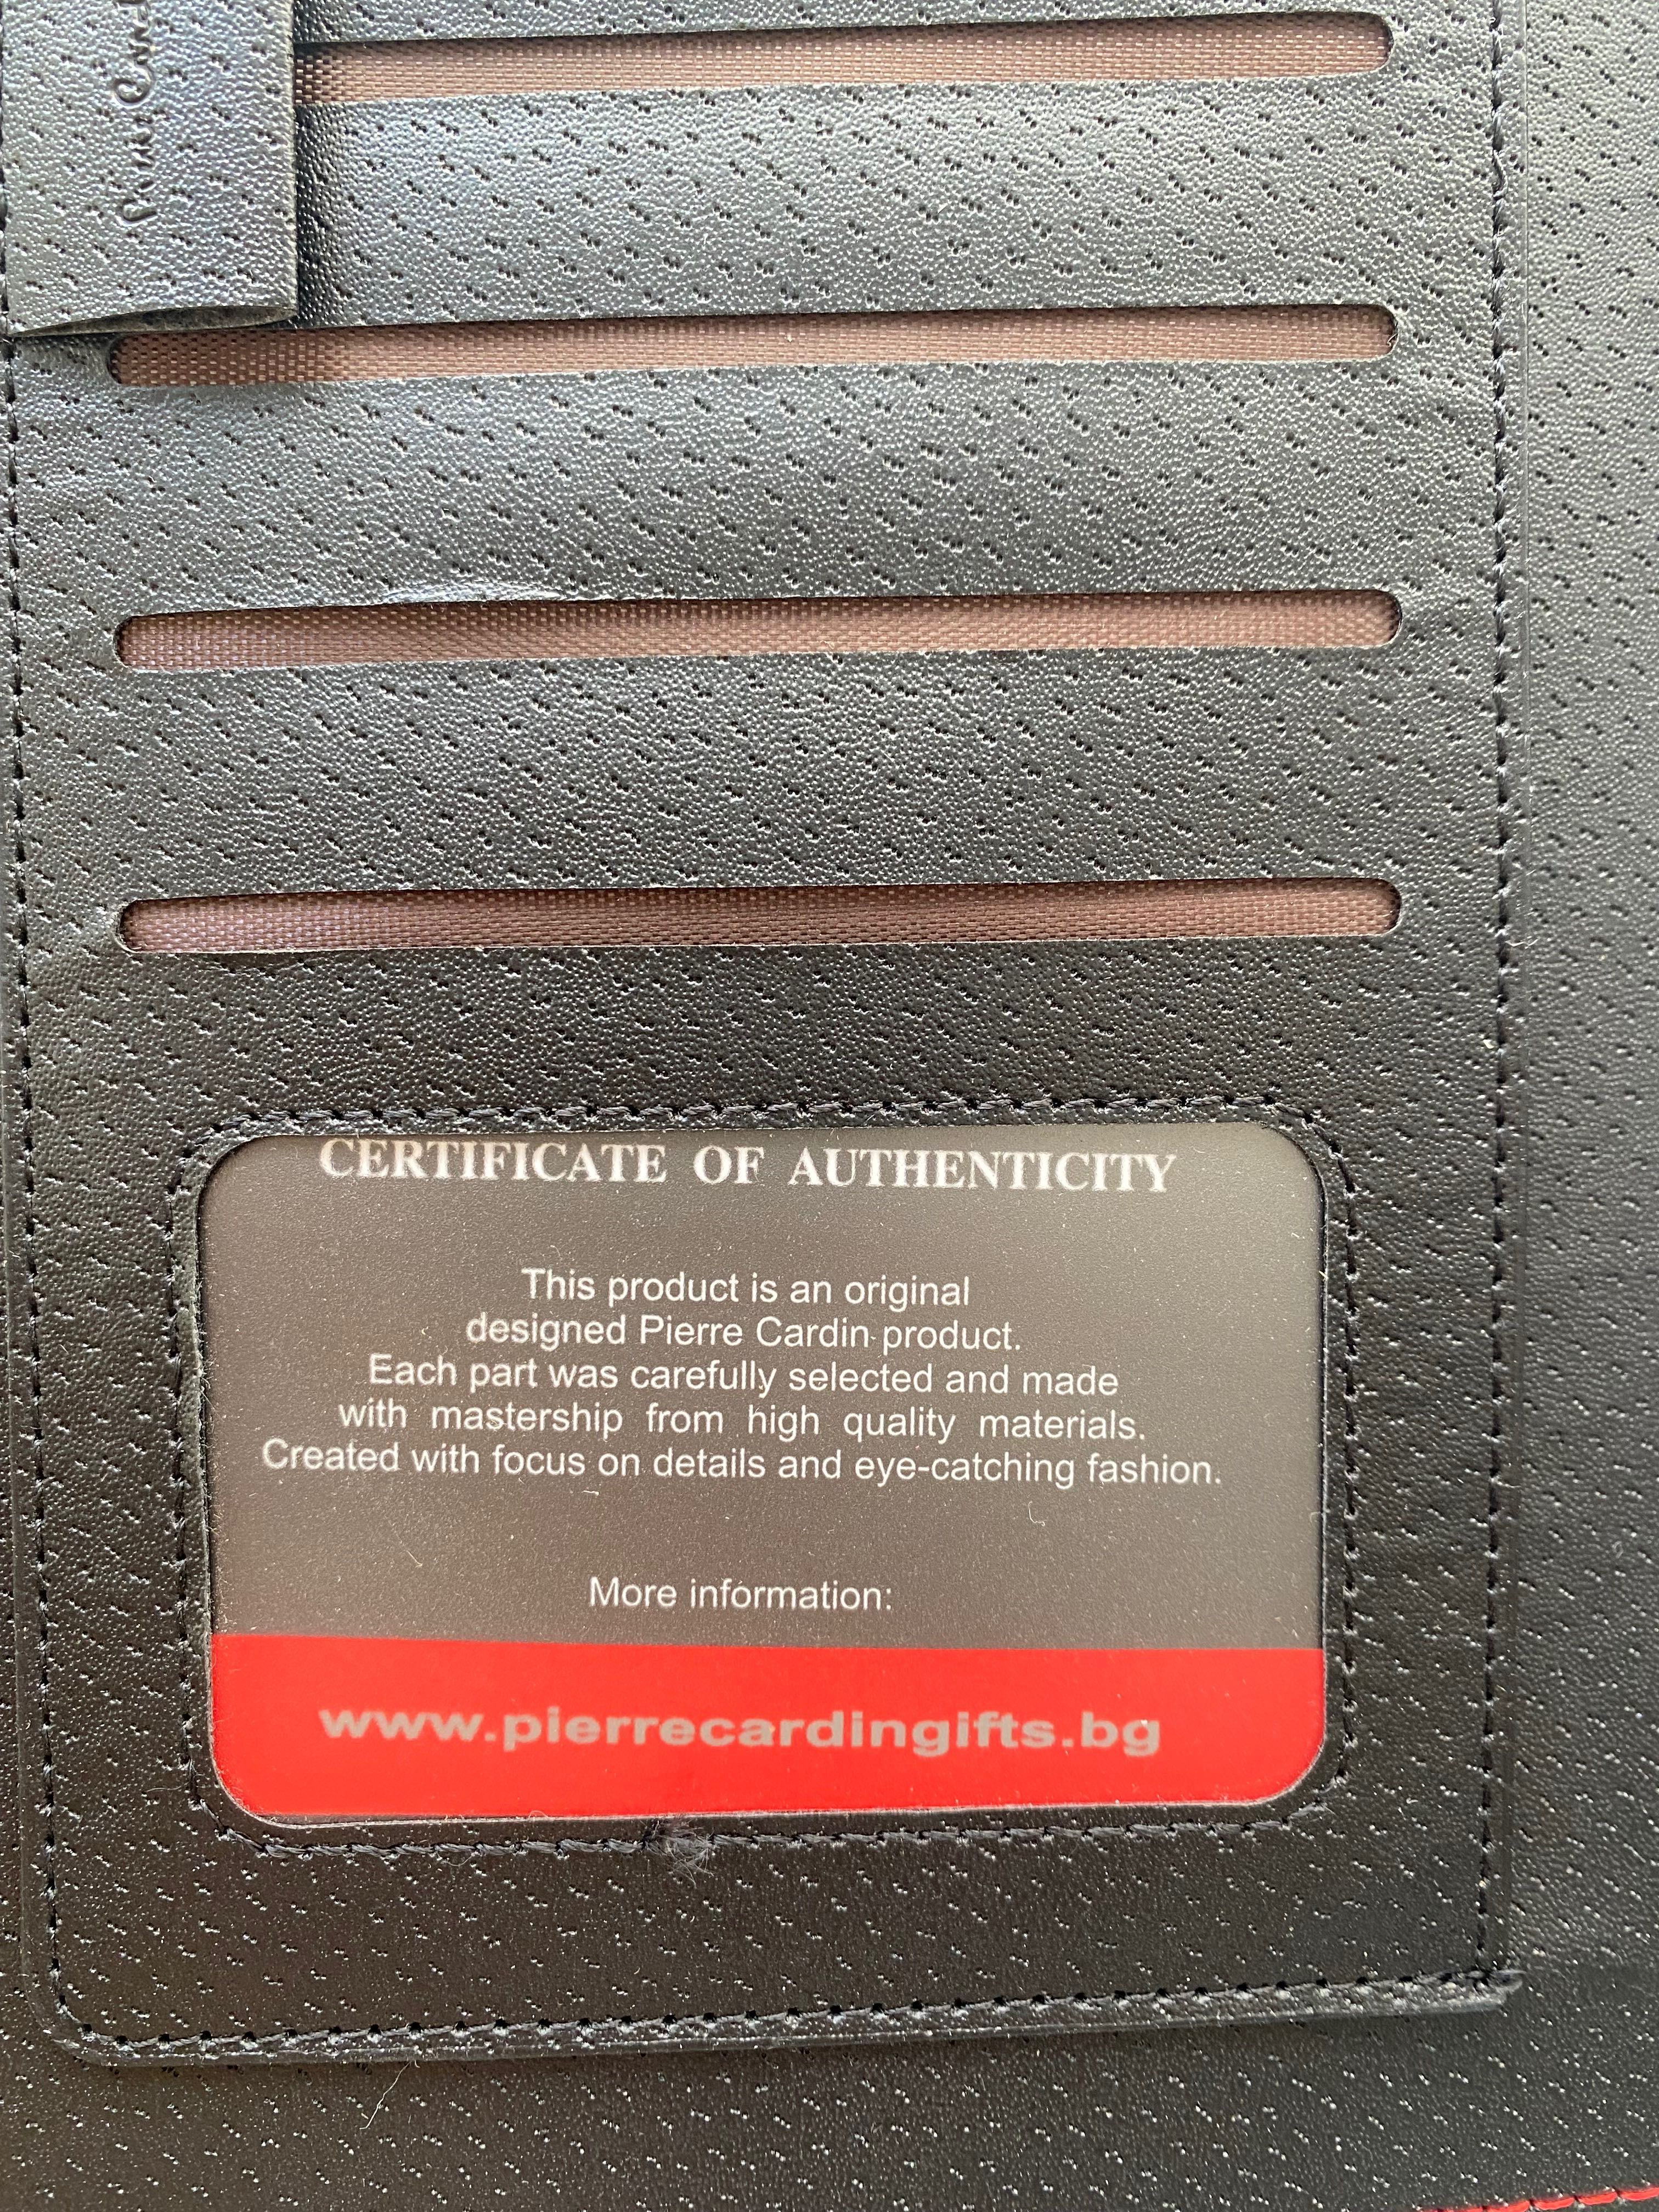 Pierre Cardin
CERTIFICATE OF AUTHENTICITY
This product is an original
designed Pierre Cardin product.
Each part was carefully selected and made
with mastership from high quality materials.
Created with focus on details and eye-catching fashion.
More information:
www.pierrecardingifts.bg